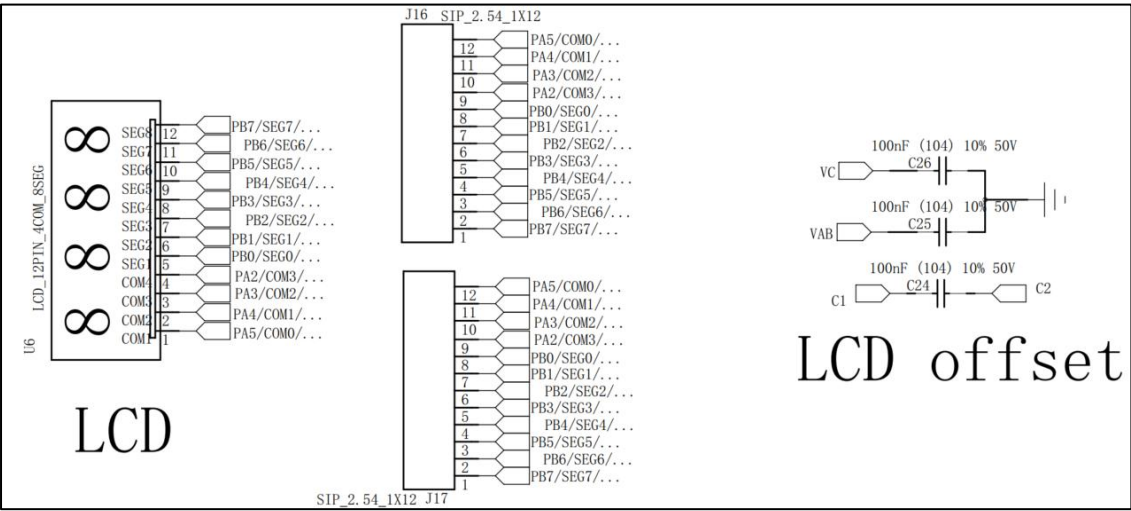 LCD_12PIN_4COM_8SEG
U6
SEG8 12 PB7/SEG7/...
SEG7 11 PB6/SEG6/...
SEG6 10 PB5/SEG5/...
SEG5 9 PB4/SEG4/...
SEG4 8 PB3/SEG3/...
SEG3 7 PB2/SEG2/...
SEG2 6 PB1/SEG1/...
SEG1 5 PB0/SEG0/...
COM4 4 PA2/COM3/...
COM3 3 PA3/COM2/...
COM2 2 PA4/COM1/...
COM1 1 PA5/COM0/...
LCD
J16 SIP_2.54_1X12
12 PA5/COM0/...
11 PA4/COM1/...
10 PA3/COM2/...
9 PA2/COM3/...
8 PB0/SEG0/...
7 PB1/SEG1/...
6 PB2/SEG2/...
5 PB3/SEG3/...
4 PB4/SEG4/...
3 PB5/SEG5/...
2 PB6/SEG6/...
1 PB7/SEG7/...
12 PA5/COM0/...
11 PA4/COM1/...
10 PA3/COM2/...
9 PA2/COM3/...
8 PB0/SEG0/...
7 PB1/SEG1/...
6 PB2/SEG2/...
5 PB3/SEG3/...
4 PB4/SEG4/...
3 PB5/SEG5/...
2 PB6/SEG6/...
1 PB7/SEG7/...
SIP_2.54_1X12 J17
100nF (104) 10% 50V
VC C26
100nF (104) 10% 50V
VAB C25
100nF (104) 10% 50V
C1 C24 C2
LCD offset